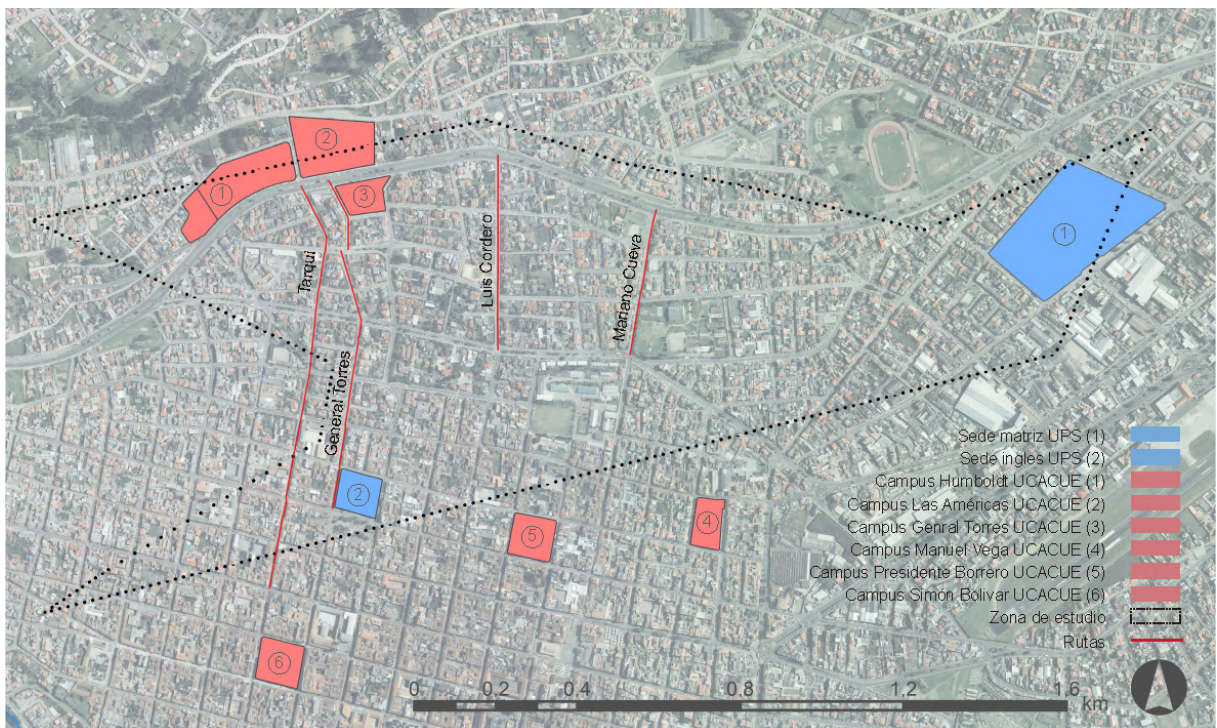 2
1
3
1
Tarqui
Luis Cordero
Mariano Cueva
General Torres
2
5
4
6
Sede matriz UPS (1)
Sede ingles UPS (2)
Campus Humboldt UCACUE (1)
Campus Las Américas UCACUE (2)
Campus Genral Torres UCACUE (3)
Campus Manuel Vega UCACUE (4)
Campus Presidente Borrero UCACUE (5)
Campus Simón Bolivar UCACUE (6)
Zona de estudio
Rutas
0 0,2 0,4 0,8 1,2 1,6
km